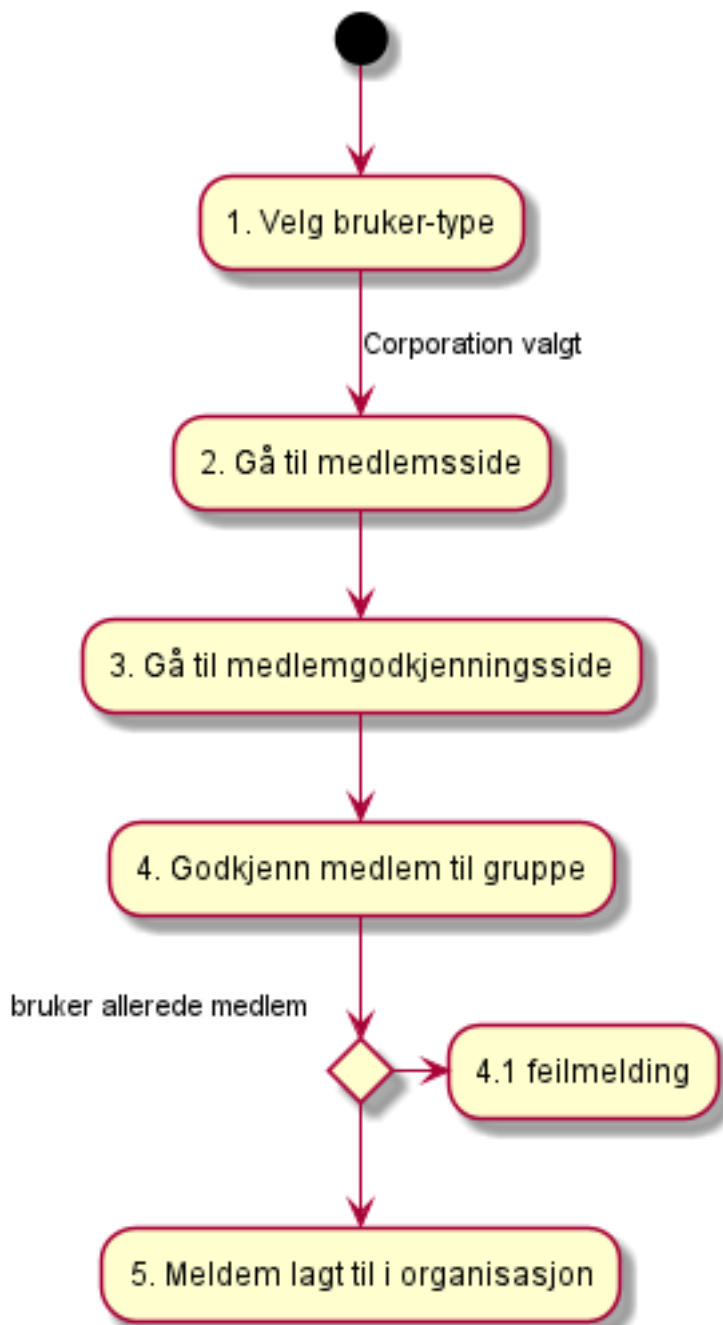 1. Velg bruker-type
Corporation valgt
2. Gå til medlemsside
3. Gå til medlemgodkjenningsside
4. Godkjenn medlem til gruppe
bruker allerede medlem
4.1 feilmelding
5. Meldem lagt til i organisasjon